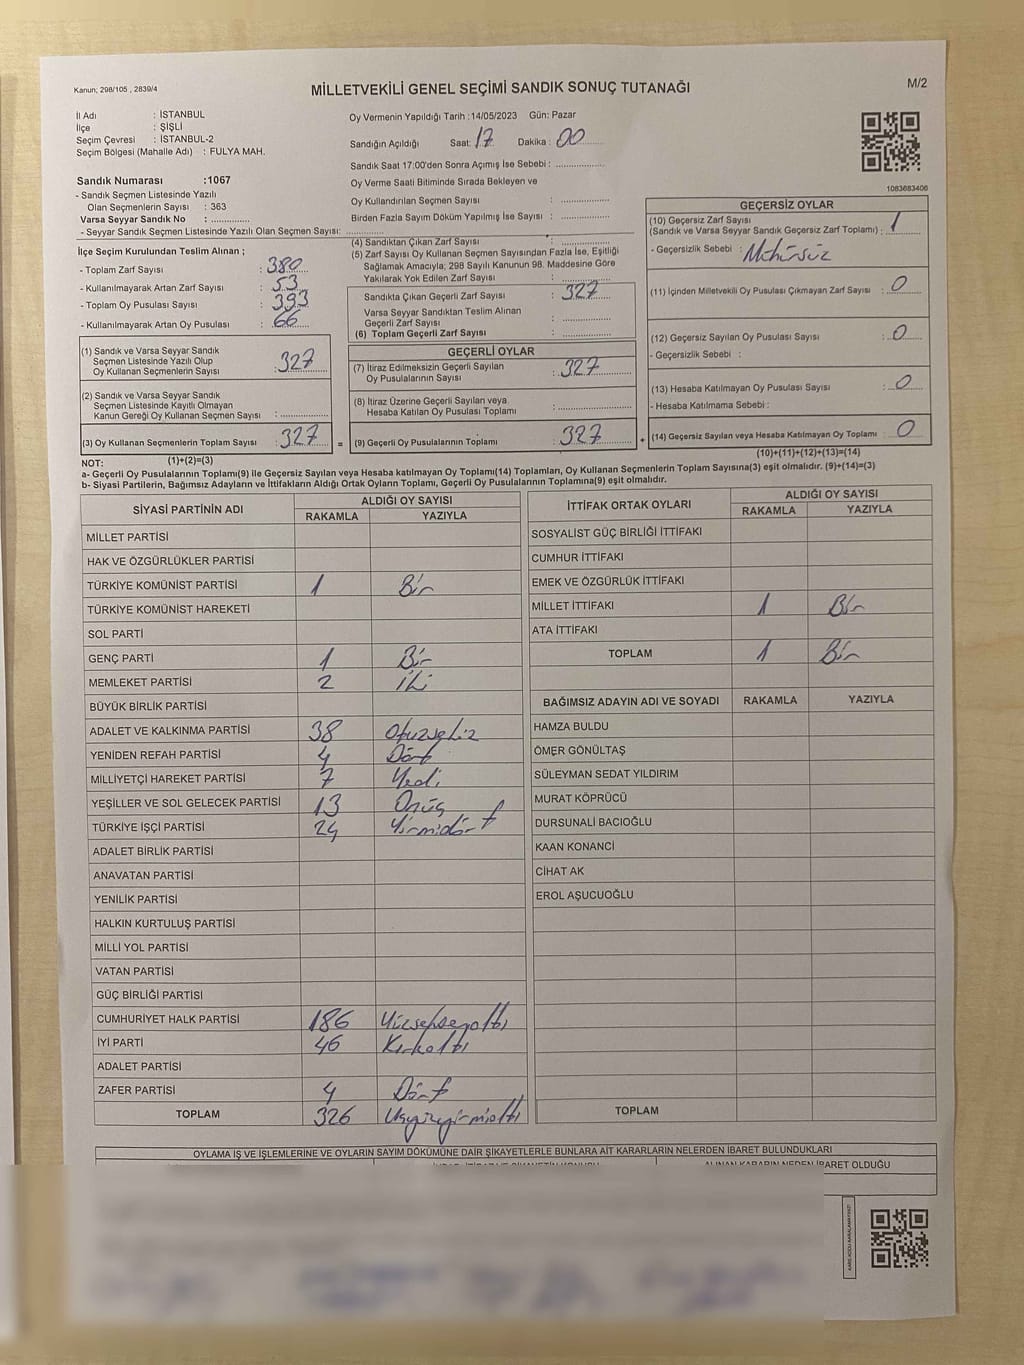 Kanun; 298/105 , 2839/4
MİLLETVEKİLİ GENEL SEÇİMİ SANDIK SONUÇ TUTANAĞI
M/2
İl Adı : İSTANBUL
İlçe : ŞİŞLİ
Seçim Çevresi : İSTANBUL-2
Seçim Bölgesi (Mahalle Adı) : FULYA MAH.
Sandık Numarası :1067
- Sandık Seçmen Listesinde Yazılı
Olan Seçmenlerin Sayısı : 363
Varsa Seyyar Sandık No : ..............
- Seyyar Sandık Seçmen Listesinde Yazılı Olan Seçmen Sayısı: ..............
Oy Vermenin Yapıldığı Tarih :14/05/2023 Gün: Pazar
Sandığın Açıldığı Saat: 17 Dakika : 00
Sandık Saat 17:00'den Sonra Açılmış İse Sebebi : ..............
Oy Verme Saati Bitiminde Sırada Bekleyen ve
Oy Kullandırılan Seçmen Sayısı : ..............
Birden Fazla Sayım Döküm Yapılmış İse Sayısı : ..............
1083683406
İlçe Seçim Kurulundan Teslim Alınan ;
- Toplam Zarf Sayısı : 380
- Kullanılmayarak Artan Zarf Sayısı : 53
- Toplam Oy Pusulası Sayısı : 393
- Kullanılmayarak Artan Oy Pusulası : 66
(1) Sandık ve Varsa Seyyar Sandık
Seçmen Listesinde Yazılı Olup
Oy Kullanan Seçmenlerin Sayısı : 327
(2) Sandık ve Varsa Seyyar Sandık
Seçmen Listesinde Kayıtlı Olmayan
Kanun Gereği Oy Kullanan Seçmen Sayısı : ..............
(3) Oy Kullanan Seçmenlerin Toplam Sayısı : 327 =
(1)+(2)=(3)
(4) Sandıktan Çıkan Zarf Sayısı : ..............
(5) Zarf Sayısı Oy Kullanan Seçmen Sayısından Fazla İse, Eşitliği
Sağlamak Amacıyla; 298 Sayılı Kanunun 98. Maddesine Göre
Yakılarak Yok Edilen Zarf Sayısı : ..............
Sandıkta Çıkan Geçerli Zarf Sayısı : 327
Varsa Seyyar Sandıktan Teslim Alınan
Geçerli Zarf Sayısı : ..............
(6) Toplam Geçerli Zarf Sayısı : ..............
GEÇERLİ OYLAR
(7) İtiraz Edilmeksizin Geçerli Sayılan
Oy Pusulalarının Sayısı : 327
(8) İtiraz Üzerine Geçerli Sayılan veya
Hesaba Katılan Oy Pusulası Toplamı : ..............
(9) Geçerli Oy Pusulalarının Toplamı : 327 +
GEÇERSİZ OYLAR
(10) Geçersiz Zarf Sayısı
(Sandık ve Varsa Seyyar Sandık Geçersiz Zarf Toplamı) : 1
- Geçersizlik Sebebi : Mühürsüz
(11) İçinden Milletvekili Oy Pusulası Çıkmayan Zarf Sayısı : 0
(12) Geçersiz Sayılan Oy Pusulası Sayısı : 0
- Geçersizlik Sebebi :
(13) Hesaba Katılmayan Oy Pusulası Sayısı : 0
- Hesaba Katılmama Sebebi :
(14) Geçersiz Sayılan veya Hesaba Katılmayan Oy Toplamı : 0
(10)+(11)+(12)+(13)=(14)
NOT:
a- Geçerli Oy Pusulalarının Toplamı(9) İle Geçersiz Sayılan veya Hesaba katılmayan Oy Toplamı(14) Toplamları, Oy Kullanan Seçmenlerin Toplam Sayısına(3) eşit olmalıdır. (9)+(14)=(3)
b- Siyasi Partilerin, Bağımsız Adayların ve İttifakların Aldığı Ortak Oyların Toplamı, Geçerli Oy Pusulalarının Toplamına(9) eşit olmalıdır.
SİYASİ PARTİNİN ADI ALDIĞI OY SAYISI
RAKAMLA YAZIYLA
MİLLET PARTİSİ
HAK VE ÖZGÜRLÜKLER PARTİSİ
TÜRKİYE KOMÜNİST PARTİSİ 1 Bir
TÜRKİYE KOMÜNİST HAREKETİ
SOL PARTİ
GENÇ PARTİ 1 Bir
MEMLEKET PARTİSİ 2 İki
BÜYÜK BİRLİK PARTİSİ
ADALET VE KALKINMA PARTİSİ 38 Otuzsekiz
YENİDEN REFAH PARTİSİ 4 Dört
MİLLİYETÇİ HAREKET PARTİSİ 7 Yedi
YEŞİLLER VE SOL GELECEK PARTİSİ 13 Onüç
TÜRKİYE İŞÇİ PARTİSİ 24 Yirmidört
ADALET BİRLİK PARTİSİ
ANAVATAN PARTİSİ
YENİLİK PARTİSİ
HALKIN KURTULUŞ PARTİSİ
MİLLİ YOL PARTİSİ
VATAN PARTİSİ
GÜÇ BİRLİĞİ PARTİSİ
CUMHURİYET HALK PARTİSİ 186 Yüzseksenaltı
İYİ PARTİ 46 Kırkaltı
ADALET PARTİSİ
ZAFER PARTİSİ 4 Dört
TOPLAM 326 Üçyüzyirmialtı
İTTİFAK ORTAK OYLARI ALDIĞI OY SAYISI
RAKAMLA YAZIYLA
SOSYALİST GÜÇ BİRLİĞİ İTTİFAKI
CUMHUR İTTİFAKI
EMEK VE ÖZGÜRLÜK İTTİFAKI
MİLLET İTTİFAKI 1 Bir
ATA İTTİFAKI
TOPLAM 1 Bir
BAĞIMSIZ ADAYIN ADI VE SOYADI RAKAMLA YAZIYLA
HAMZA BULDU
ÖMER GÖNÜLTAŞ
SÜLEYMAN SEDAT YILDIRIM
MURAT KÖPRÜCÜ
DURSUNALİ BACIOĞLU
KAAN KONANCİ
CİHAT AK
EROL AŞUCUOĞLU
TOPLAM
OYLAMA İŞ VE İŞLEMLERİNE VE OYLARIN SAYIM DÖKÜMÜNE DAİR ŞİKAYETLERLE BUNLARA AİT KARARLARIN NELERDEN İBARET BULUNDUKLARI
ALINAN KARARIN NEDEN İBARET OLDUĞU